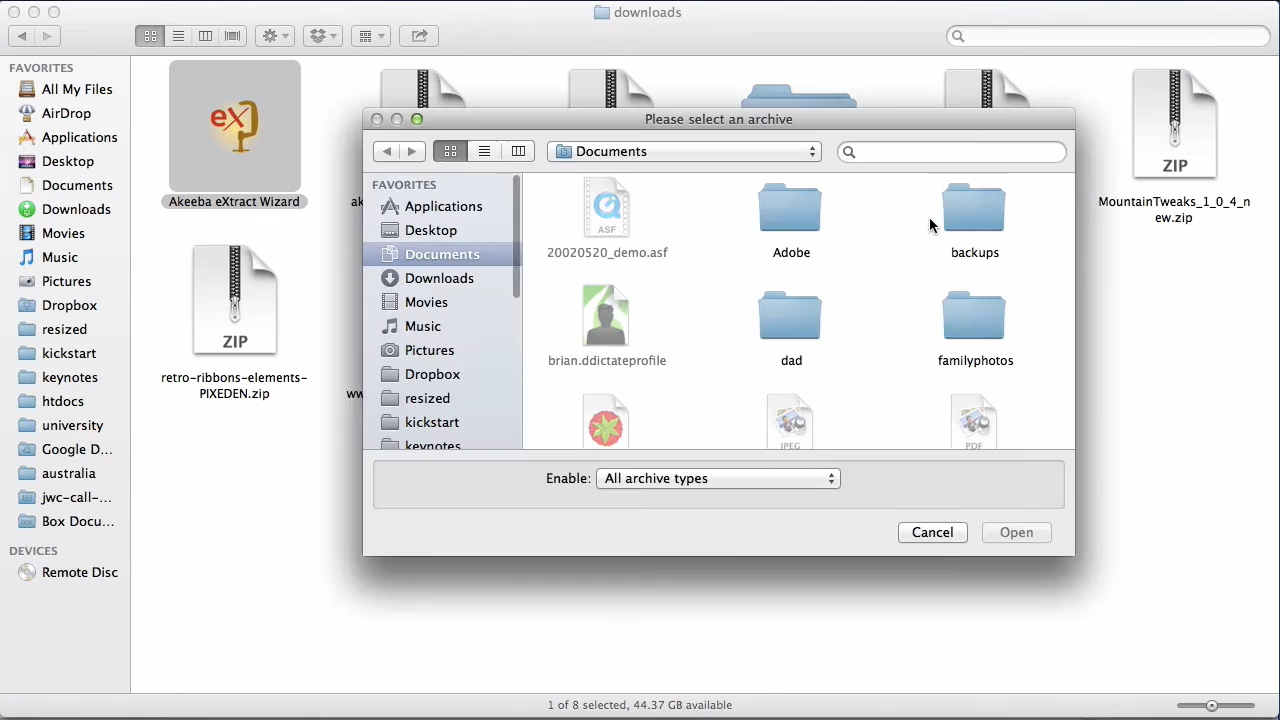 downloads
FAVORITES
All My Files
AirDrop
Applications
Desktop
Documents
Downloads
Movies
Music
Pictures
Dropbox
resized
kickstart
keynotes
htdocs
university
Google D...
australia
jwc-call-...
Box Docu...
DEVICES
Remote Disc
eX
Akeeba eXtract Wizard
ak
ZIP
MountainTweaks_1_0_4_n
ew.zip
ZIP
retro-ribbons-elements-
PIXEDEN.zip
ww
Please select an archive
Documents
FAVORITES
Applications
Desktop
Documents
Downloads
Movies
Music
Pictures
Dropbox
resized
kickstart
keynotes
ASF
20020520_demo.asf
Adobe
backups
brian.ddictateprofile
dad
familyphotos
JPEG
PDF
Enable:
All archive types
Cancel
Open
1 of 8 selected, 44.37 GB available